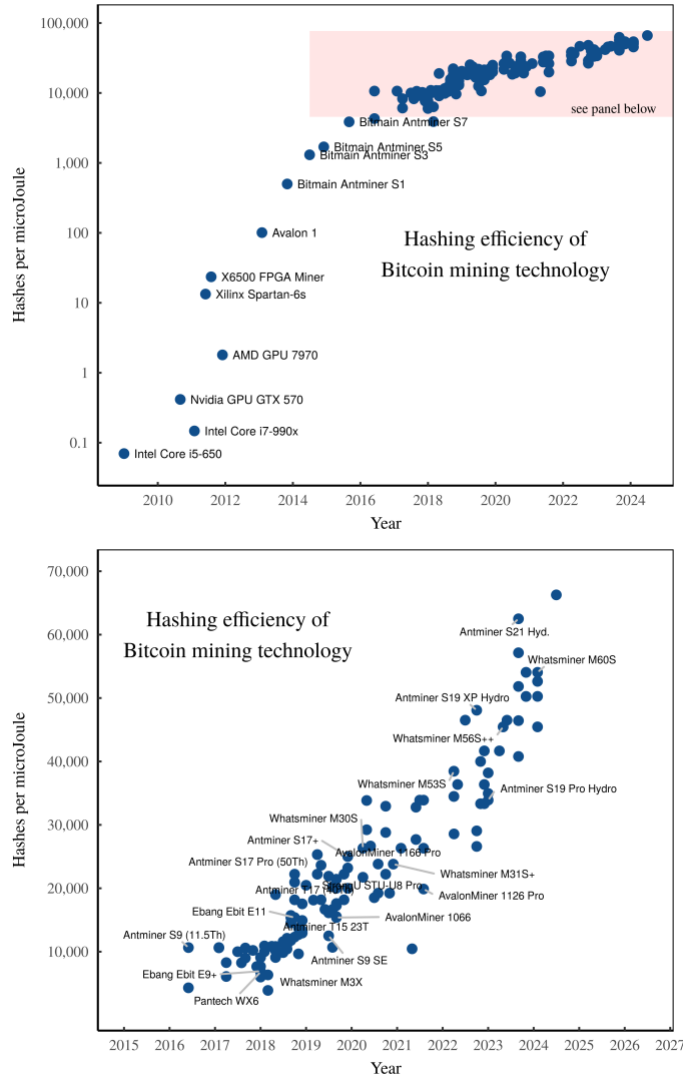 100,000
10,000
1,000
100
10
1
0.1
Hashes per microJoule
see panel below
Bitmain Antminer S7
Bitmain Antminer S5
Bitmain Antminer S3
Bitmain Antminer S1
Avalon 1
Hashing efficiency of
Bitcoin mining technology
X6500 FPGA Miner
Xilinx Spartan-6s
AMD GPU 7970
Nvidia GPU GTX 570
Intel Core i7-990x
Intel Core i5-650
2010 2012 2014 2016 2018 2020 2022 2024
Year
70,000
60,000
50,000
40,000
30,000
20,000
10,000
Hashes per microJoule
Hashing efficiency of
Bitcoin mining technology
Antminer S21 Hyd.
Whatsminer M60S
Antminer S19 XP Hydro
Whatsminer M56S++
Whatsminer M53S
Antminer S19 Pro Hydro
Whatsminer M30S
Antminer S17+
AvalonMiner 1166 Pro
Antminer S17 Pro (50Th)
Whatsminer M31S+
StrongU STU-U8 Pro
AvalonMiner 1126 Pro
Ebang Ebit E11
AvalonMiner 1066
Antminer T15 23T
Antminer S9 (11.5Th)
Antminer S9 SE
Ebang Ebit E9+
Whatsminer M3X
Pantech WX6
2015 2016 2017 2018 2019 2020 2021 2022 2023 2024 2025 2026 2027
Year